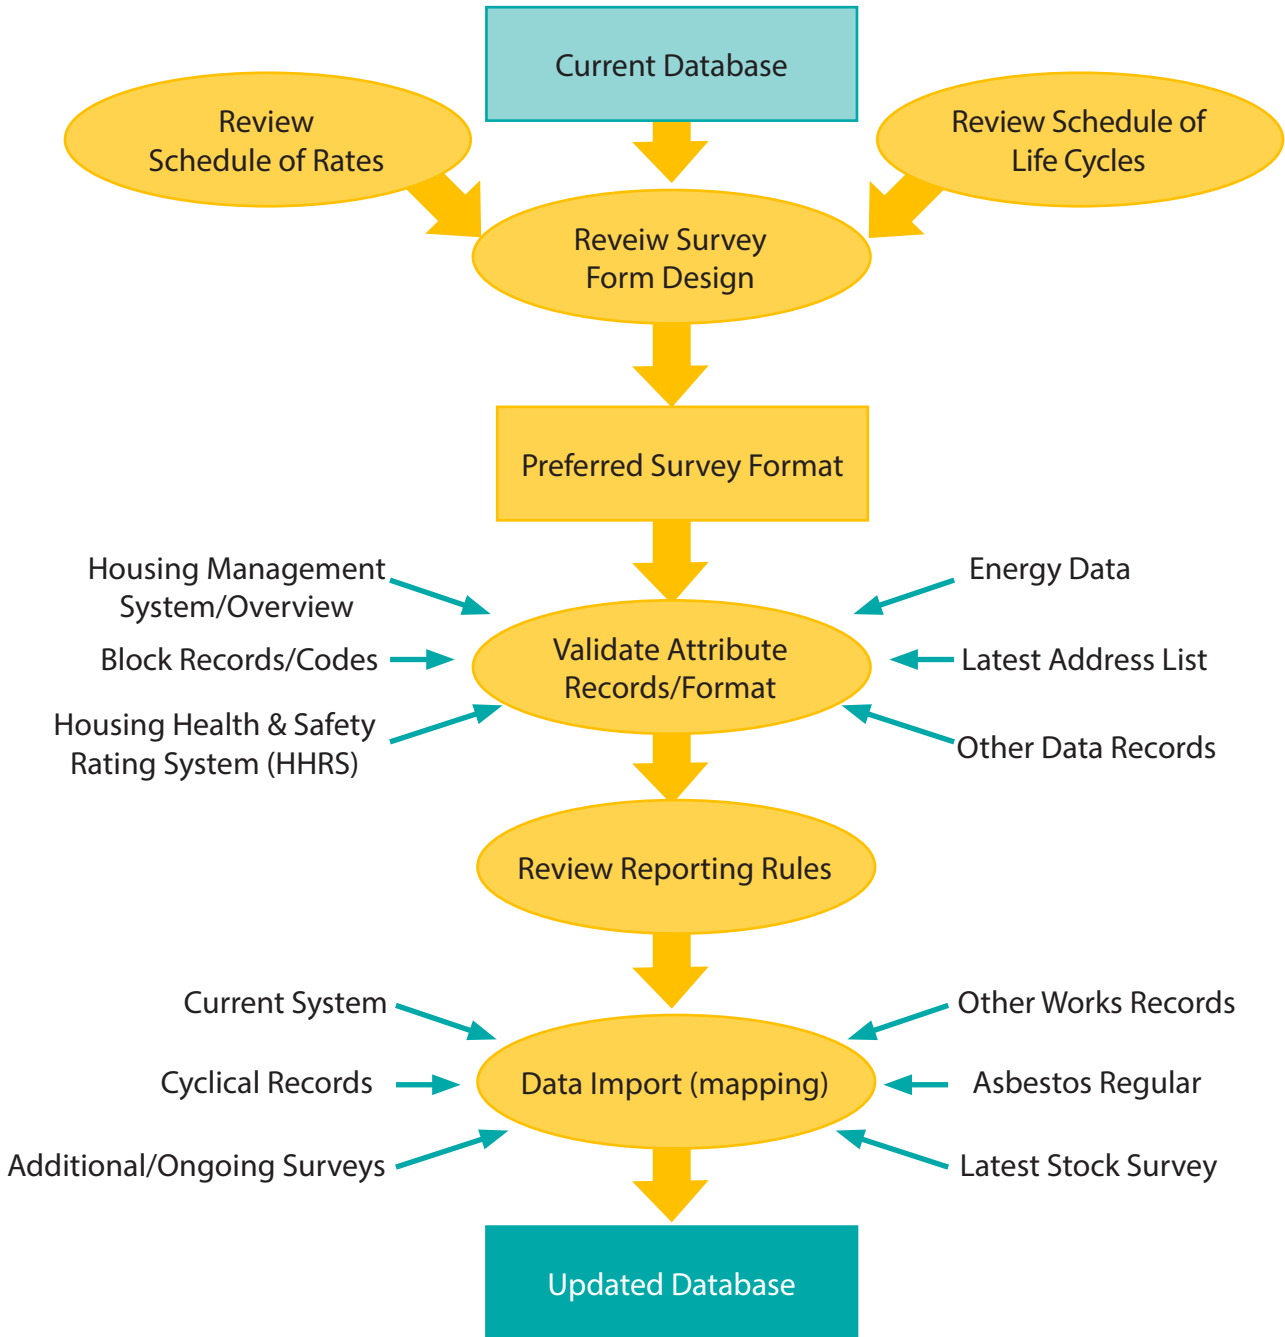 Current Database
Review
Schedule of Rates
Review Schedule of
Life Cycles
Reveiw Survey
Form Design
Preferred Survey Format
Housing Management
System/Overview
Block Records/Codes
Housing Health & Safety
Rating System (HHRS)
Validate Attribute
Records/Format
Energy Data
Latest Address List
Other Data Records
Review Reporting Rules
Current System
Cyclical Records
Additional/Ongoing Surveys
Data Import (mapping)
Other Works Records
Asbestos Regular
Latest Stock Survey
Updated Database